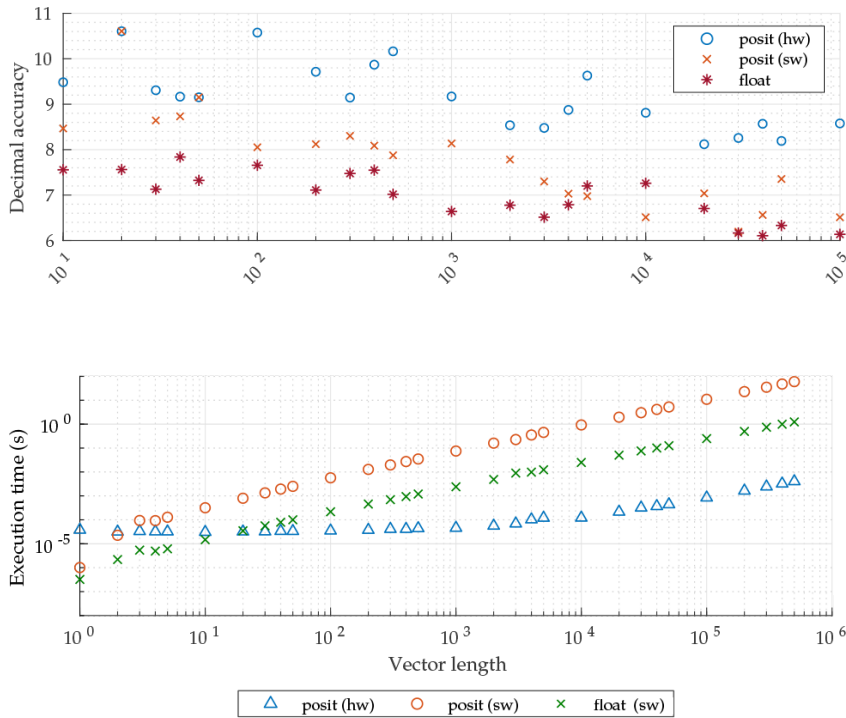 Decimal accuracy
11
10
9
8
7
6
10 1
10 2
10 3
10 4
10 5
posit (hw)
posit (sw)
float
Execution time (s)
10 0
10 -5
10 0
10 1
10 2
10 3
10 4
10 5
10 6
Vector length
posit (hw) posit (sw) float (sw)